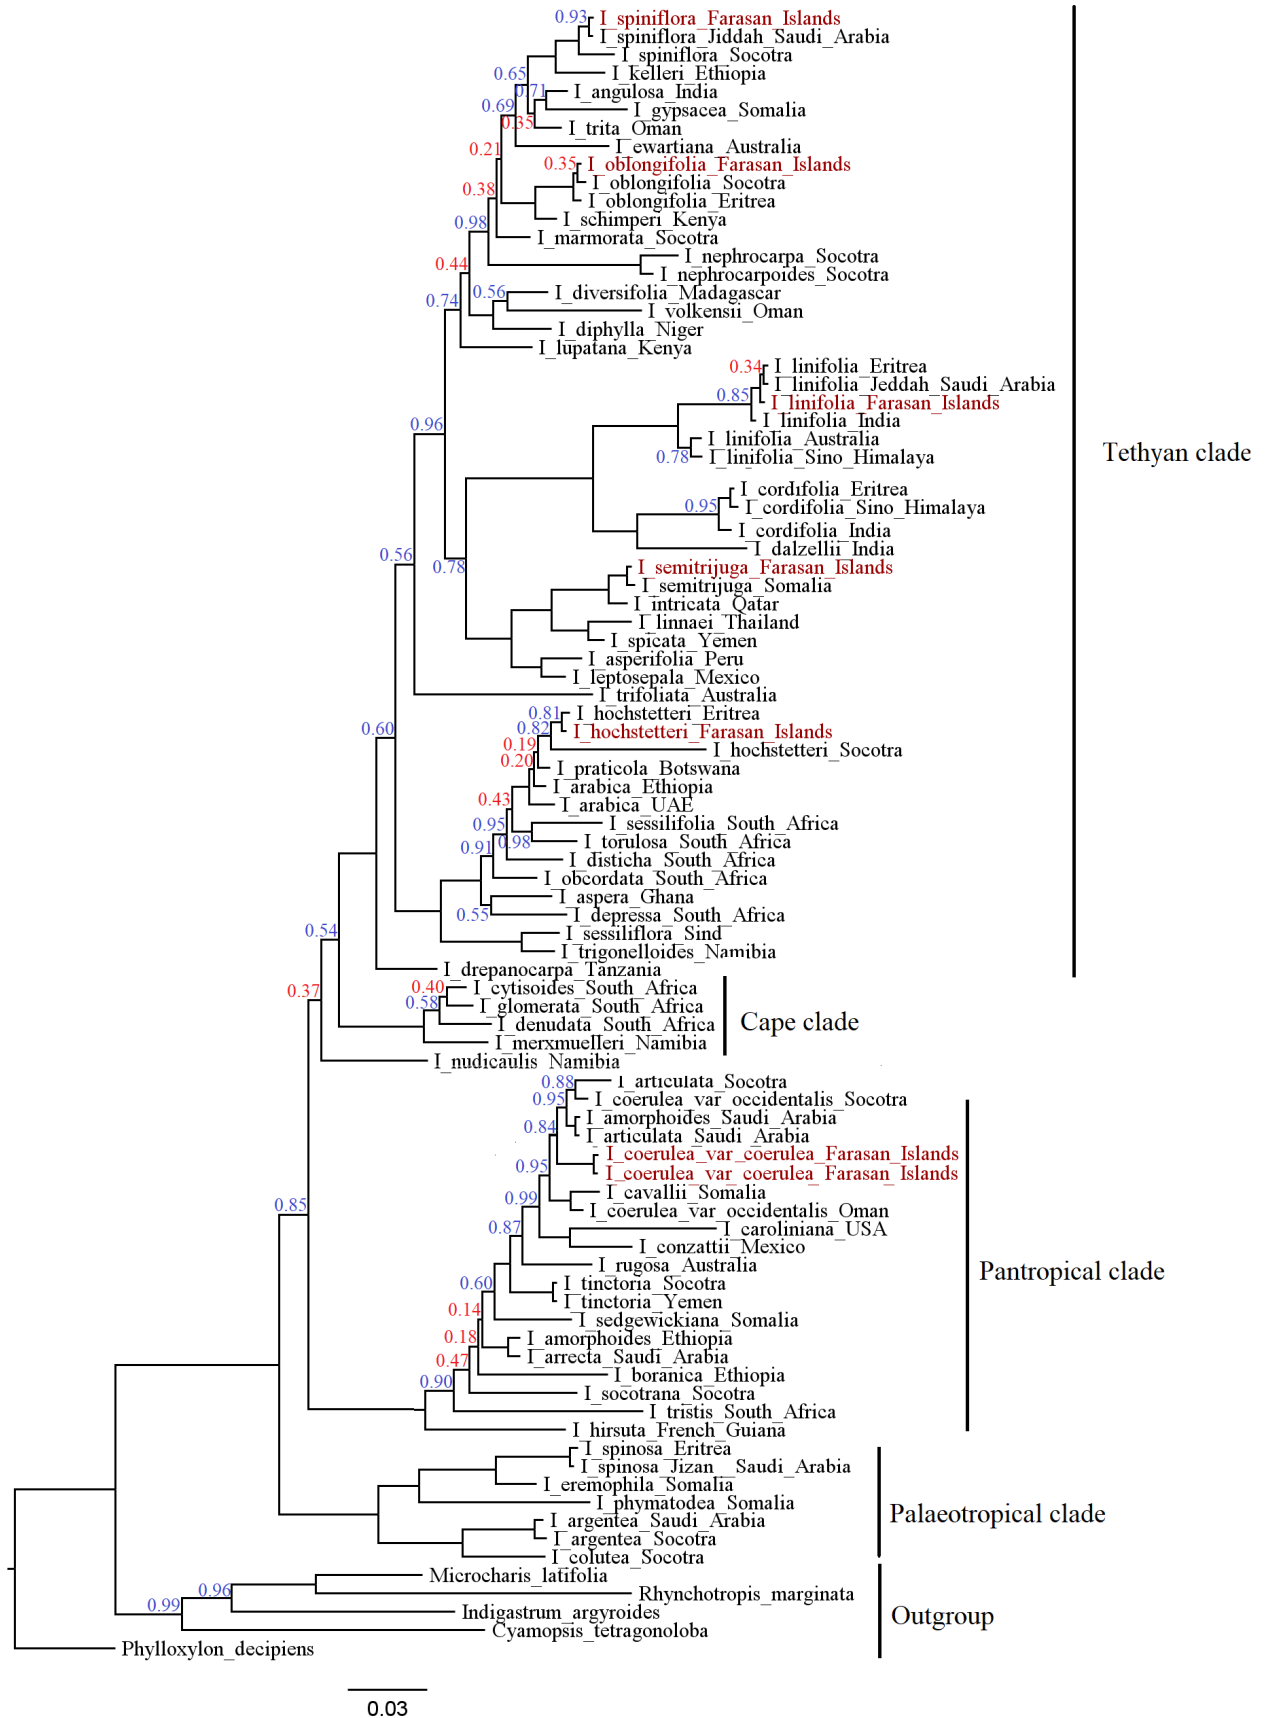 0.93
I_spiniflora_Farasan_Islands
I_spiniflora_Jiddah_Saudi_Arabia
I_spiniflora_Socotra
0.65
I_kelleri_Ethiopia
0.71
I_angulosa_India
0.69
I_gypsacea_Somalia
0.35
I_trita_Oman
0.21
I_ewartiana_Australia
0.35
I_oblongifolia_Farasan_Islands
0.38
I_oblongifolia_Socotra
I_oblongifolia_Eritrea
0.98
I_schimperi_Kenya
I_marmorata_Socotra
0.44
I_nephrocarpa_Socotra
I_nephrocarpoides_Socotra
0.74
0.56
I_diversifolia_Madagascar
I_volkensii_Oman
I_diphylla_Niger
I_lupatana_Kenya
0.34
I_linifolia_Eritrea
I_linifolia_Jeddah_Saudi_Arabia
0.85
I_linifolia_Farasan_Islands
I_linifolia_India
0.96
I_linifolia_Australia
0.78
I_linifolia_Sino_Himalaya
Tethyan clade
I_cordifolia_Eritrea
0.95
I_cordifolia_Sino_Himalaya
I_cordifolia_India
0.56
I_dalzellii_India
0.78
I_semitrijuga_Farasan_Islands
I_semitrijuga_Somalia
I_intricata_Qatar
I_linnaei_Thailand
I_spicata_Yemen
I_asperifolia_Peru
I_leptosepala_Mexico
I_trifoliata_Australia
0.81
I_hochstetteri_Eritrea
0.60
0.82
I_hochstetteri_Farasan_Islands
0.19
I_hochstetteri_Socotra
0.20
I_praticola_Botswana
I_arabica_Ethiopia
0.43
I_arabica_UAE
0.95
I_sessilifolia_South_Africa
0.98
I_torulosa_South_Africa
0.91
I_disticha_South_Africa
I_obcordata_South_Africa
I_aspera_Ghana
0.55
I_depressa_South_Africa
0.54
I_sessiliflora_Sind
I_trigonelloides_Namibia
I_drepanocarpa_Tanzania
0.37
0.40
I_cytisoides_South_Africa
0.58
I_glomerata_South_Africa
I_denudata_South_Africa
Cape clade
I_merxmuelleri_Namibia
I_nudicaulis_Namibia
0.88
I_articulata_Socotra
0.95
I_coerulea_var_occidentalis_Socotra
I_amorphoides_Saudi_Arabia
0.84
I_articulata_Saudi_Arabia
I_coerulea_var_coerulea_Farasan_Islands
0.95
I_coerulea_var_coerulea_Farasan_Islands
I_cavallii_Somalia
0.99
I_coerulea_var_occidentalis_Oman
0.85
0.87
I_caroliniana_USA
I_conzattii_Mexico
I_rugosa_Australia
Pantropical clade
0.60
I_tinctoria_Socotra
I_tinctoria_Yemen
0.14
I_sedgewickiana_Somalia
0.18
I_amorphoides_Ethiopia
0.47
I_arrecta_Saudi_Arabia
0.90
I_boranica_Ethiopia
I_socotrana_Socotra
I_tristis_South_Africa
I_hirsuta_French_Guiana
I_spinosa_Eritrea
I_spinosa_Jizan__Saudi_Arabia
I_eremophila_Somalia
I_phymatodea_Somalia
Palaeotropical clade
I_argentea_Saudi_Arabia
I_argentea_Socotra
I_colutea_Socotra
Microcharis_latifolia
0.96
Rhynchotropis_marginata
0.99
Indigastrum_argyroides
Outgroup
Cyamopsis_tetragonoloba
Phylloxylon_decipiens
0.03